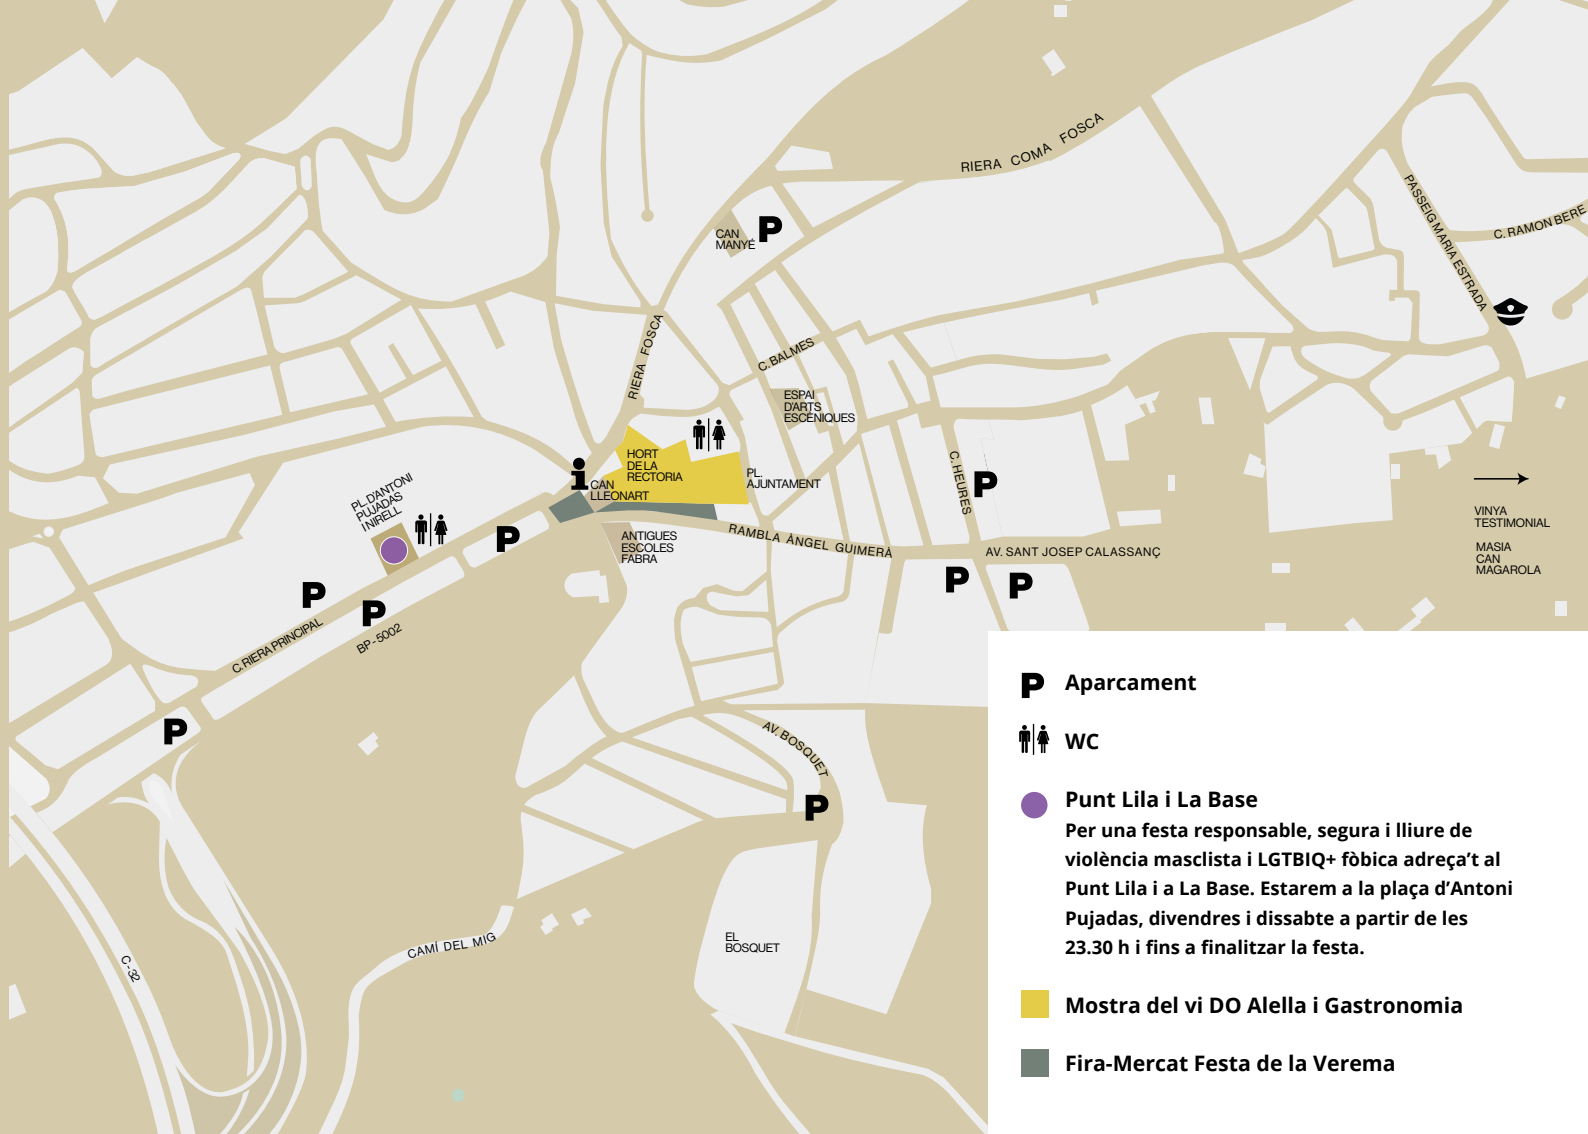 RIERA COMA FOSCA
PASSEIG MARIA ESTRADA
C. RAMON BERE
CAN
MANYÉ
RIERA FOSCA
C. BALMES
ESPAI
D'ARTS
ESCÈNIQUES
HORT
DE LA
RECTORIA
PL.
AJUNTAMENT
CAN
LLEONART
C. HEURES
PL. D'ANTONI
PUJADAS
I NIRELL
ANTIGUES
ESCOLES
FABRA
RAMBLA ÀNGEL GUIMERÀ
AV. SANT JOSEP CALASSANÇ
VINYA
TESTIMONIAL
MASIA
CAN
MAGAROLA
C. RIERA PRINCIPAL
BP-5002
AV. BOSQUET
EL
BOSQUET
CAMÍ DEL MIG
C-32
P
P
P
P
P
P
P
P
P
P Aparcament
WC
Punt Lila i La Base
Per una festa responsable, segura i lliure de
violència masclista i LGTBIQ+ fòbica adreça’t al
Punt Lila i a La Base. Estarem a la plaça d’Antoni
Pujadas, divendres i dissabte a partir de les
23.30 h i fins a finalitzar la festa.
Mostra del vi DO Alella i Gastronomia
Fira-Mercat Festa de la Verema